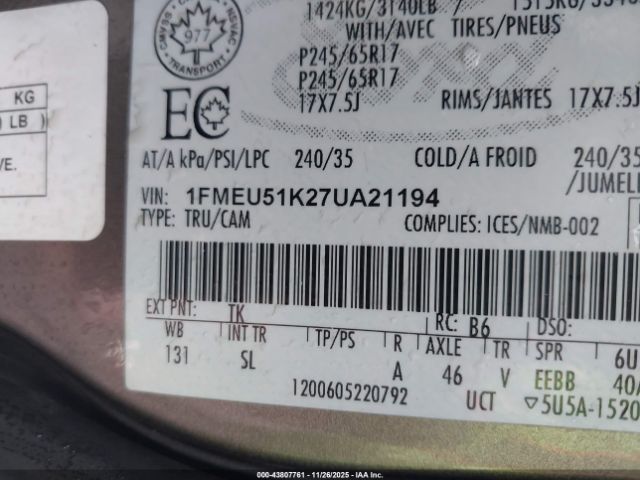 1424KG/3140LB
WITH/AVEC TIRES/PNEUS
P245/65R17
P245/65R17
17X7.5J RIMS/JANTES 17X7.5J
977
TRANSPORT
EC
KG
LB )
AT/A kPa/PSI/LPC 240/35 COLD/A FROID 240/35
VIN: 1FMEU51K27UA21194 /JUMEL
TYPE: TRU/CAM COMPLIES: ICES/NMB-002
EXT PNT: TK RC: B6 DSO:
WB INT TR TP/PS R AXLE TR SPR 6U
131 SL A 46 V EEBB 40A
1200605220792 UCT ▽5U5A-1520
000-43807761 | 11/26/2025 — IAA Inc.